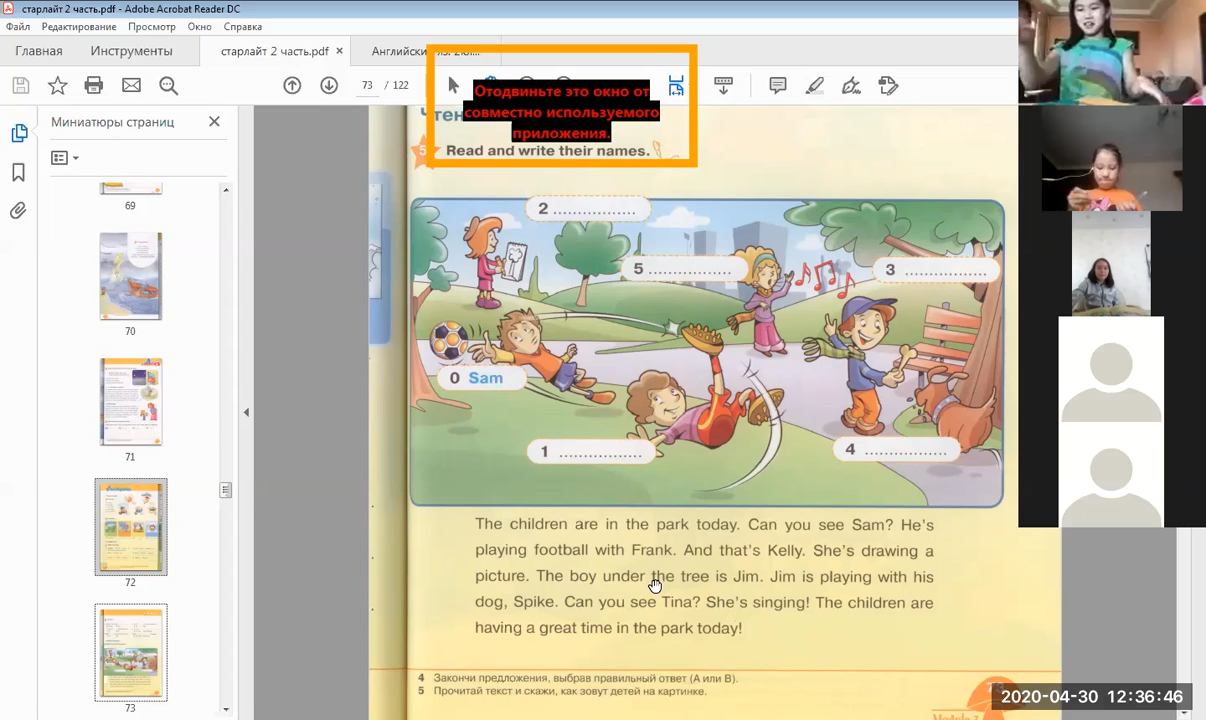 старлайт 2 часть.pdf - Adobe Acrobat Reader DC
Файл Редактирование Просмотр Окно Справка
Главная Инструменты старлайт 2 часть.pdf × 
73 / 122
Отодвиньте это окно от
совместно используемого
приложения.
Миниатюры страниц
69
70
71
72
73
Read and write their names.
2 ..................
5 ..................
3 ..................
0 Sam
1 ..................
4 ..................
The children are in the park today. Can you see Sam? He's
playing football with Frank. And that's Kelly. She's drawing a
picture. The boy under the tree is Jim. Jim is playing with his
dog, Spike. Can you see Tina? She's singing! The children are
having a great time in the park today!
4 Закончи предложения, выбрав правильный ответ (А или В).
5 Прочитай текст и скажи, как зовут детей на картинке.
2020-04-30 12:36:46